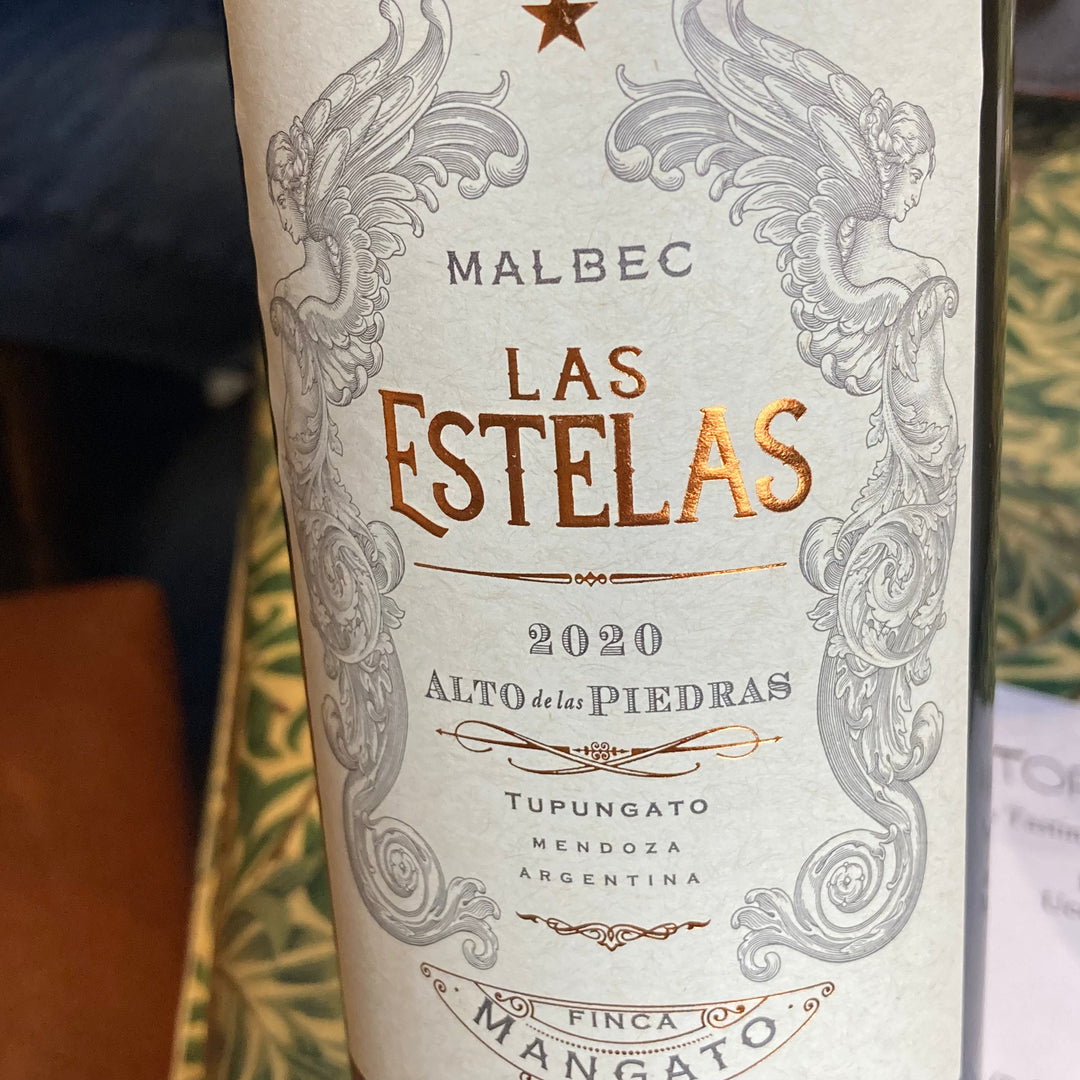 MALBEC
LAS
ESTELAS
2020
ALTO de las PIEDRAS
TUPUNGATO
MENDOZA
ARGENTINA
FINCA
MANGATO